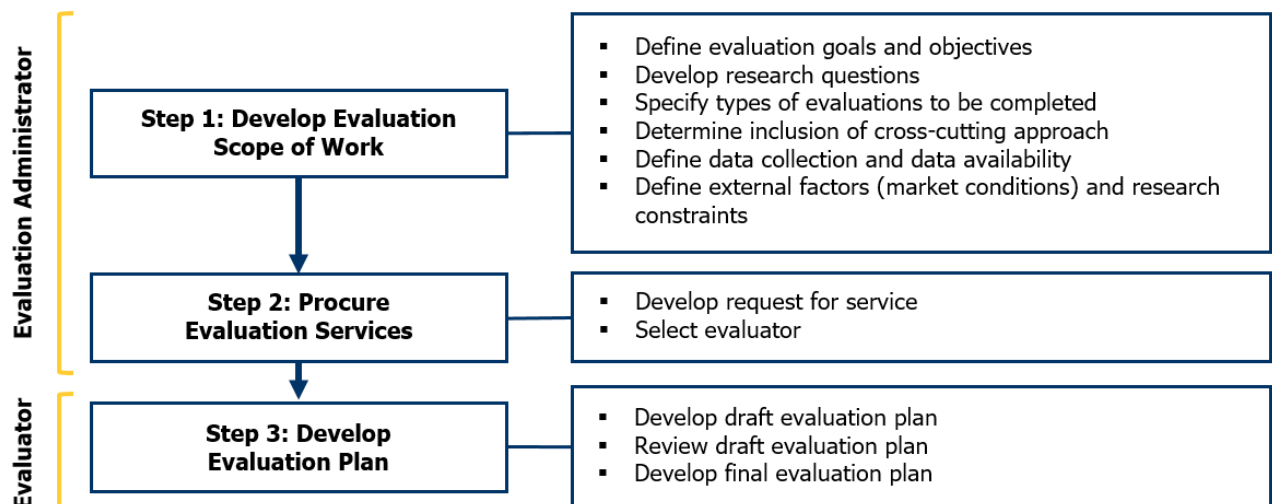 Evaluation Administrator
Step 1: Develop Evaluation
Scope of Work
▪ Define evaluation goals and objectives
▪ Develop research questions
▪ Specify types of evaluations to be completed
▪ Determine inclusion of cross-cutting approach
▪ Define data collection and data availability
▪ Define external factors (market conditions) and research
constraints
Step 2: Procure
Evaluation Services
▪ Develop request for service
▪ Select evaluator
Evaluator
Step 3: Develop
Evaluation Plan
▪ Develop draft evaluation plan
▪ Review draft evaluation plan
▪ Develop final evaluation plan